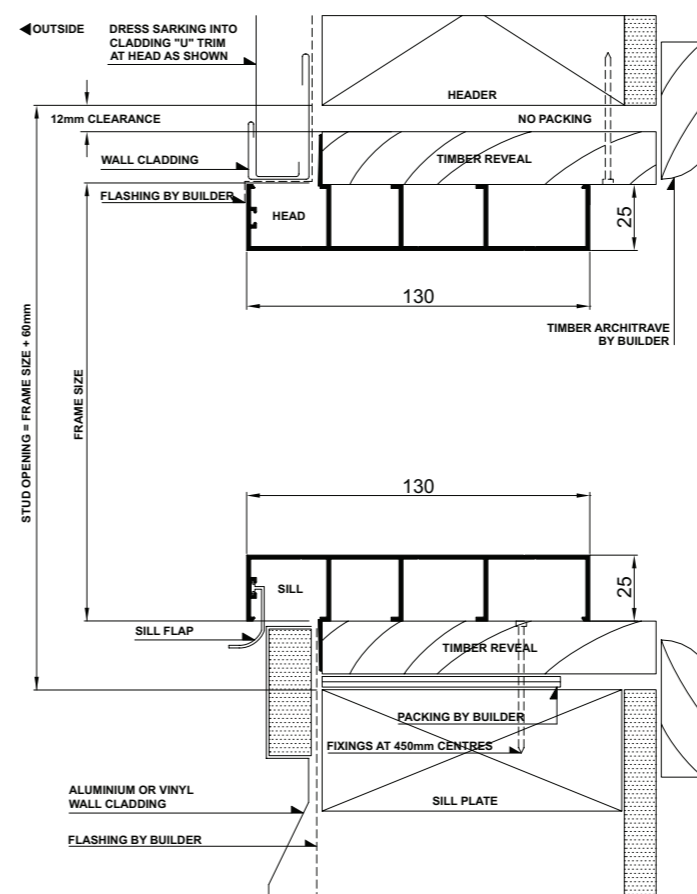 OUTSIDE
DRESS SARKING INTO
CLADDING "U" TRIM
AT HEAD AS SHOWN
HEADER
12mm CLEARANCE
NO PACKING
WALL CLADDING
TIMBER REVEAL
FLASHING BY BUILDER
HEAD
25
130
TIMBER ARCHITRAVE
BY BUILDER
STUD OPENING = FRAME SIZE + 60mm
FRAME SIZE
130
SILL
25
SILL FLAP
TIMBER REVEAL
PACKING BY BUILDER
FIXINGS AT 450mm CENTRES
ALUMINIUM OR VINYL
WALL CLADDING
SILL PLATE
FLASHING BY BUILDER